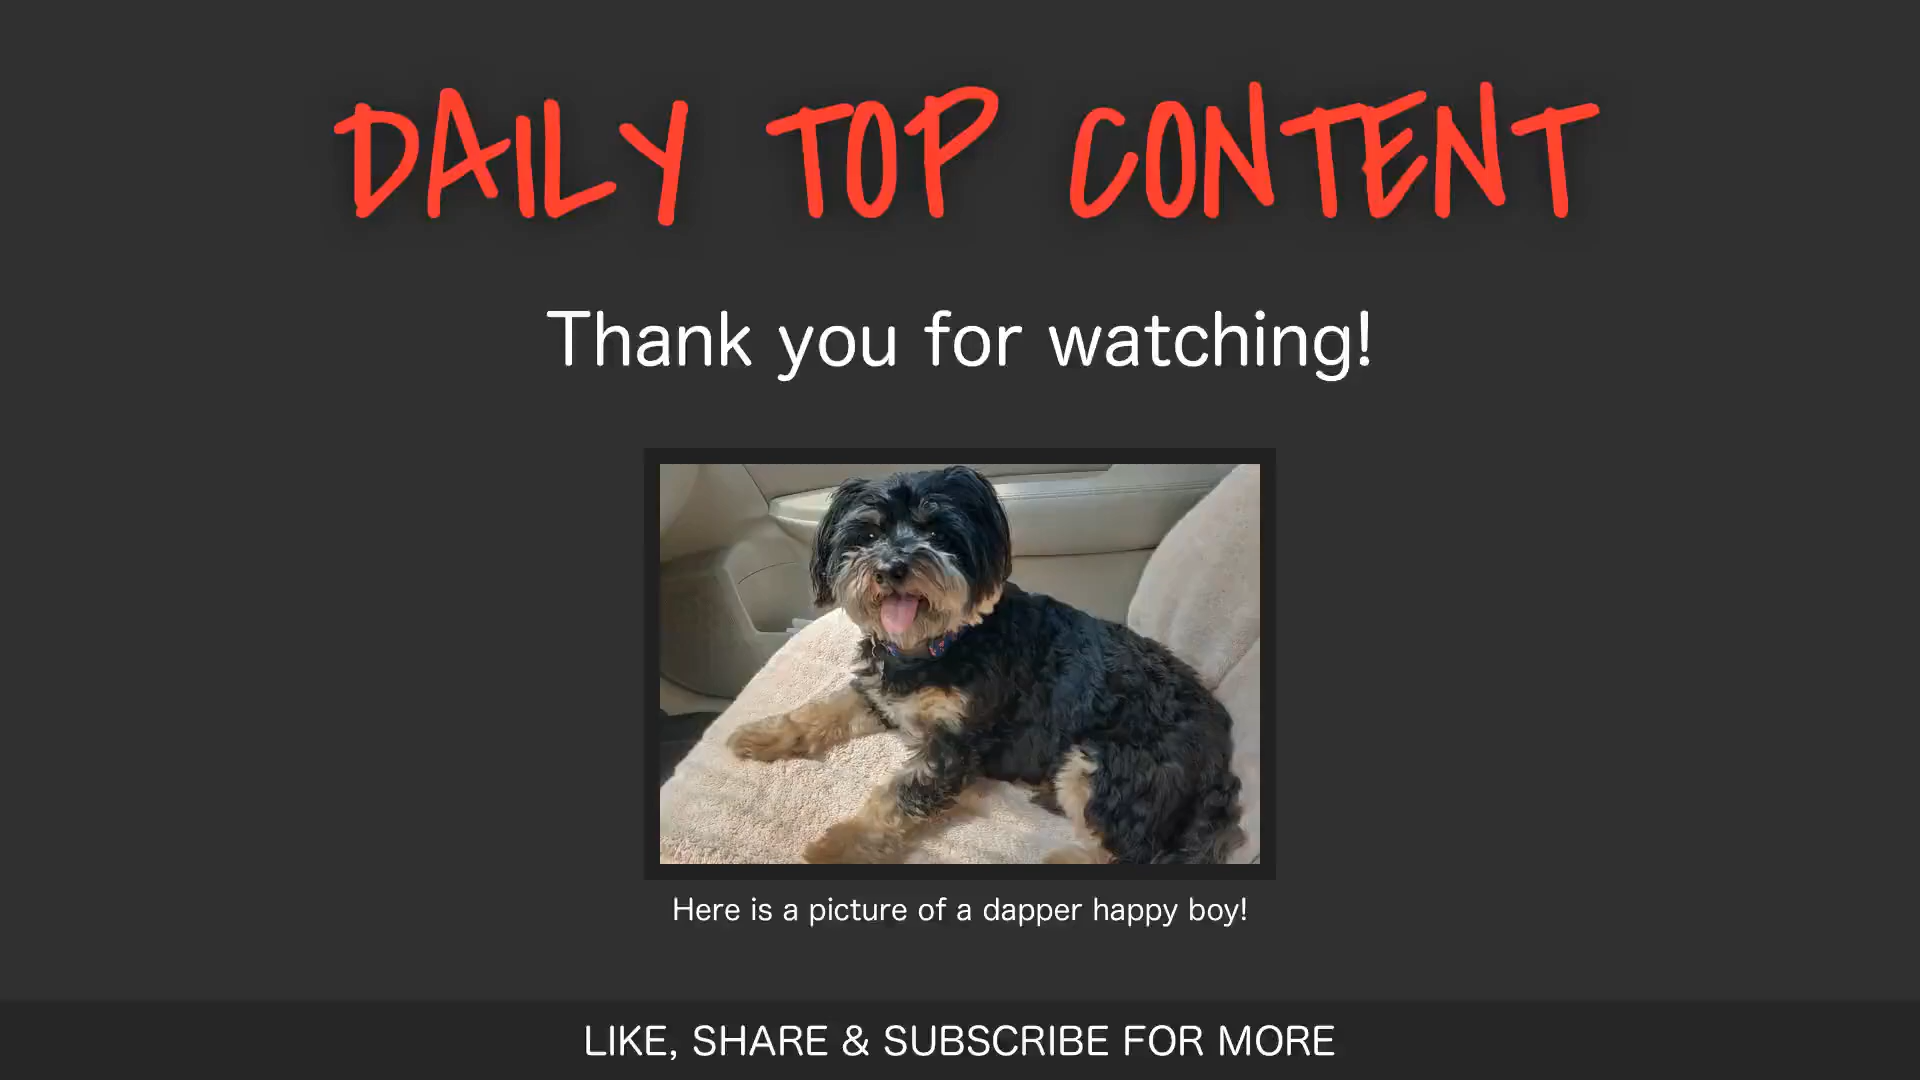 DAILY TOP CONTENT
Thank you for watching!
Here is a picture of a dapper happy boy!
LIKE, SHARE & SUBSCRIBE FOR MORE